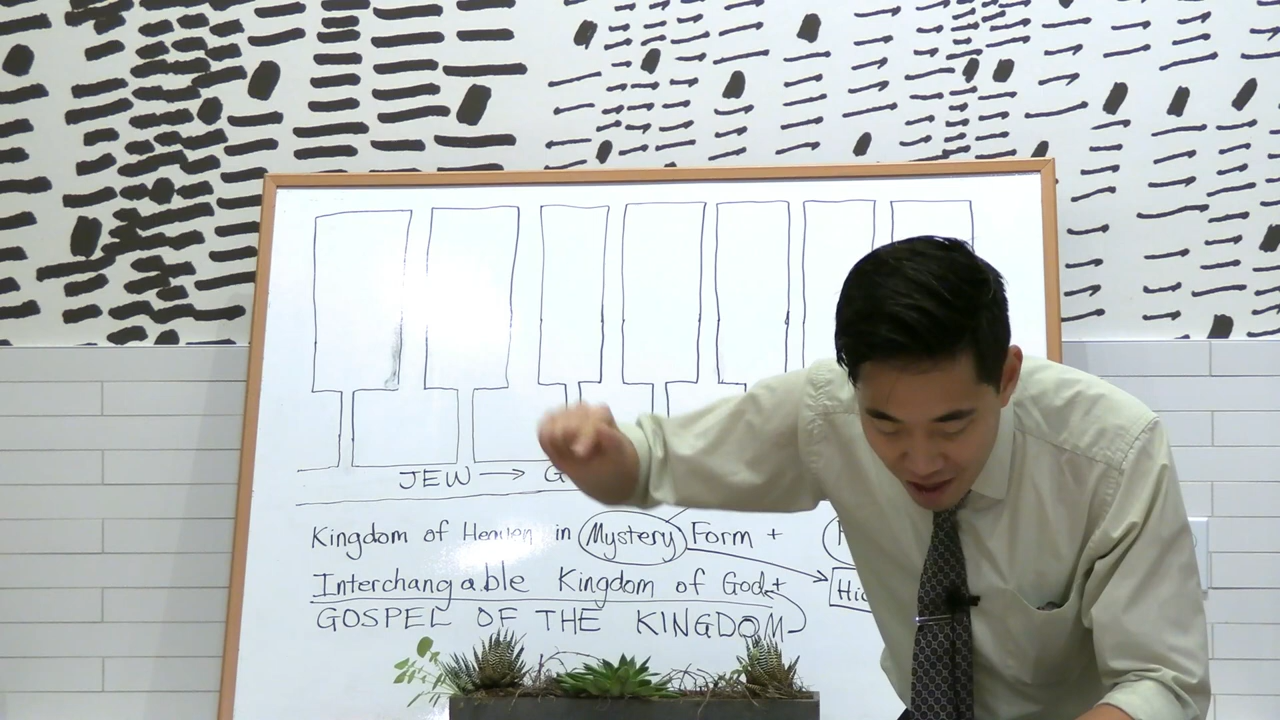 JEW → G
Kingdom of Heaven in Mystery Form +
Interchangable Kingdom of God +
GOSPEL OF THE KINGDOM